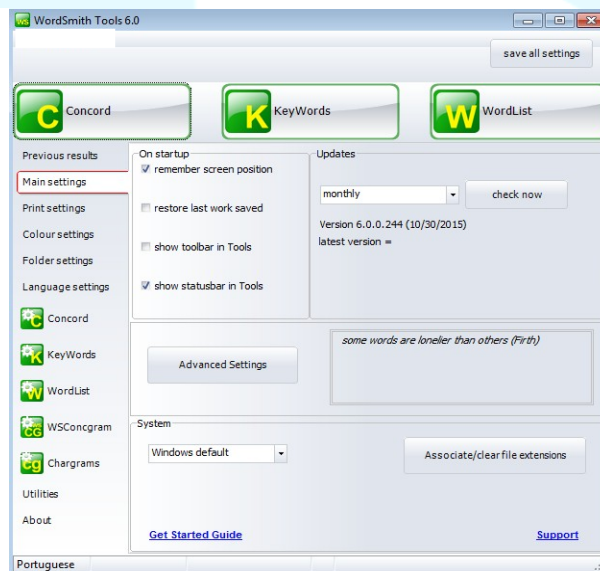 WordSmith Tools 6.0
save all settings
Concord
KeyWords
WordList
Previous results
Main settings
Print settings
Colour settings
Folder settings
Language settings
Concord
KeyWords
WordList
WSConcgram
Chargrams
Utilities
About
On startup
remember screen position
restore last work saved
show toolbar in Tools
show statusbar in Tools
Updates
monthly
check now
Version 6.0.0.244 (10/30/2015)
latest version =
Advanced Settings
some words are lonelier than others (Firth)
System
Windows default
Associate/clear file extensions
Get Started Guide
Support
Portuguese